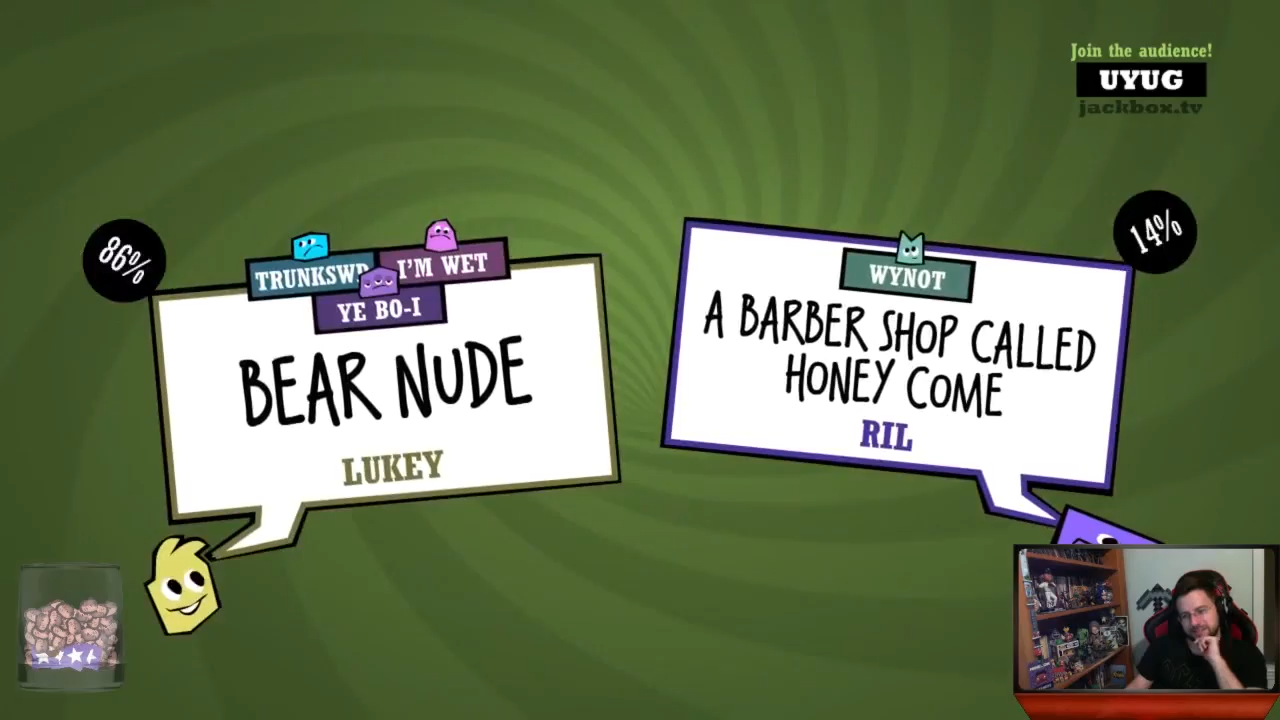 Join the audience!
UYUG
jackbox.tv
86%
14%
I'M WET
YE BO-I
BEAR NUDE
LUKEY
WYNOT
A BARBER SHOP CALLED
HONEY COME
RIL